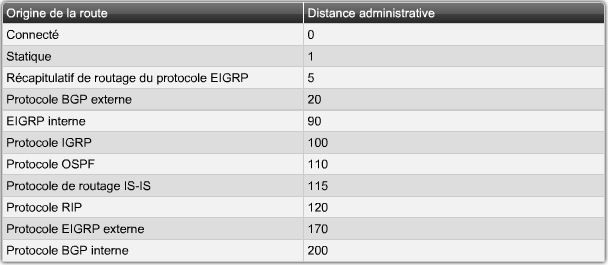 Origine de la route Distance administrative
Connecté 0
Statique 1
Récapitulatif de routage du protocole EIGRP 5
Protocole BGP externe 20
EIGRP interne 90
Protocole IGRP 100
Protocole OSPF 110
Protocole de routage IS-IS 115
Protocole RIP 120
Protocole EIGRP externe 170
Protocole BGP interne 200